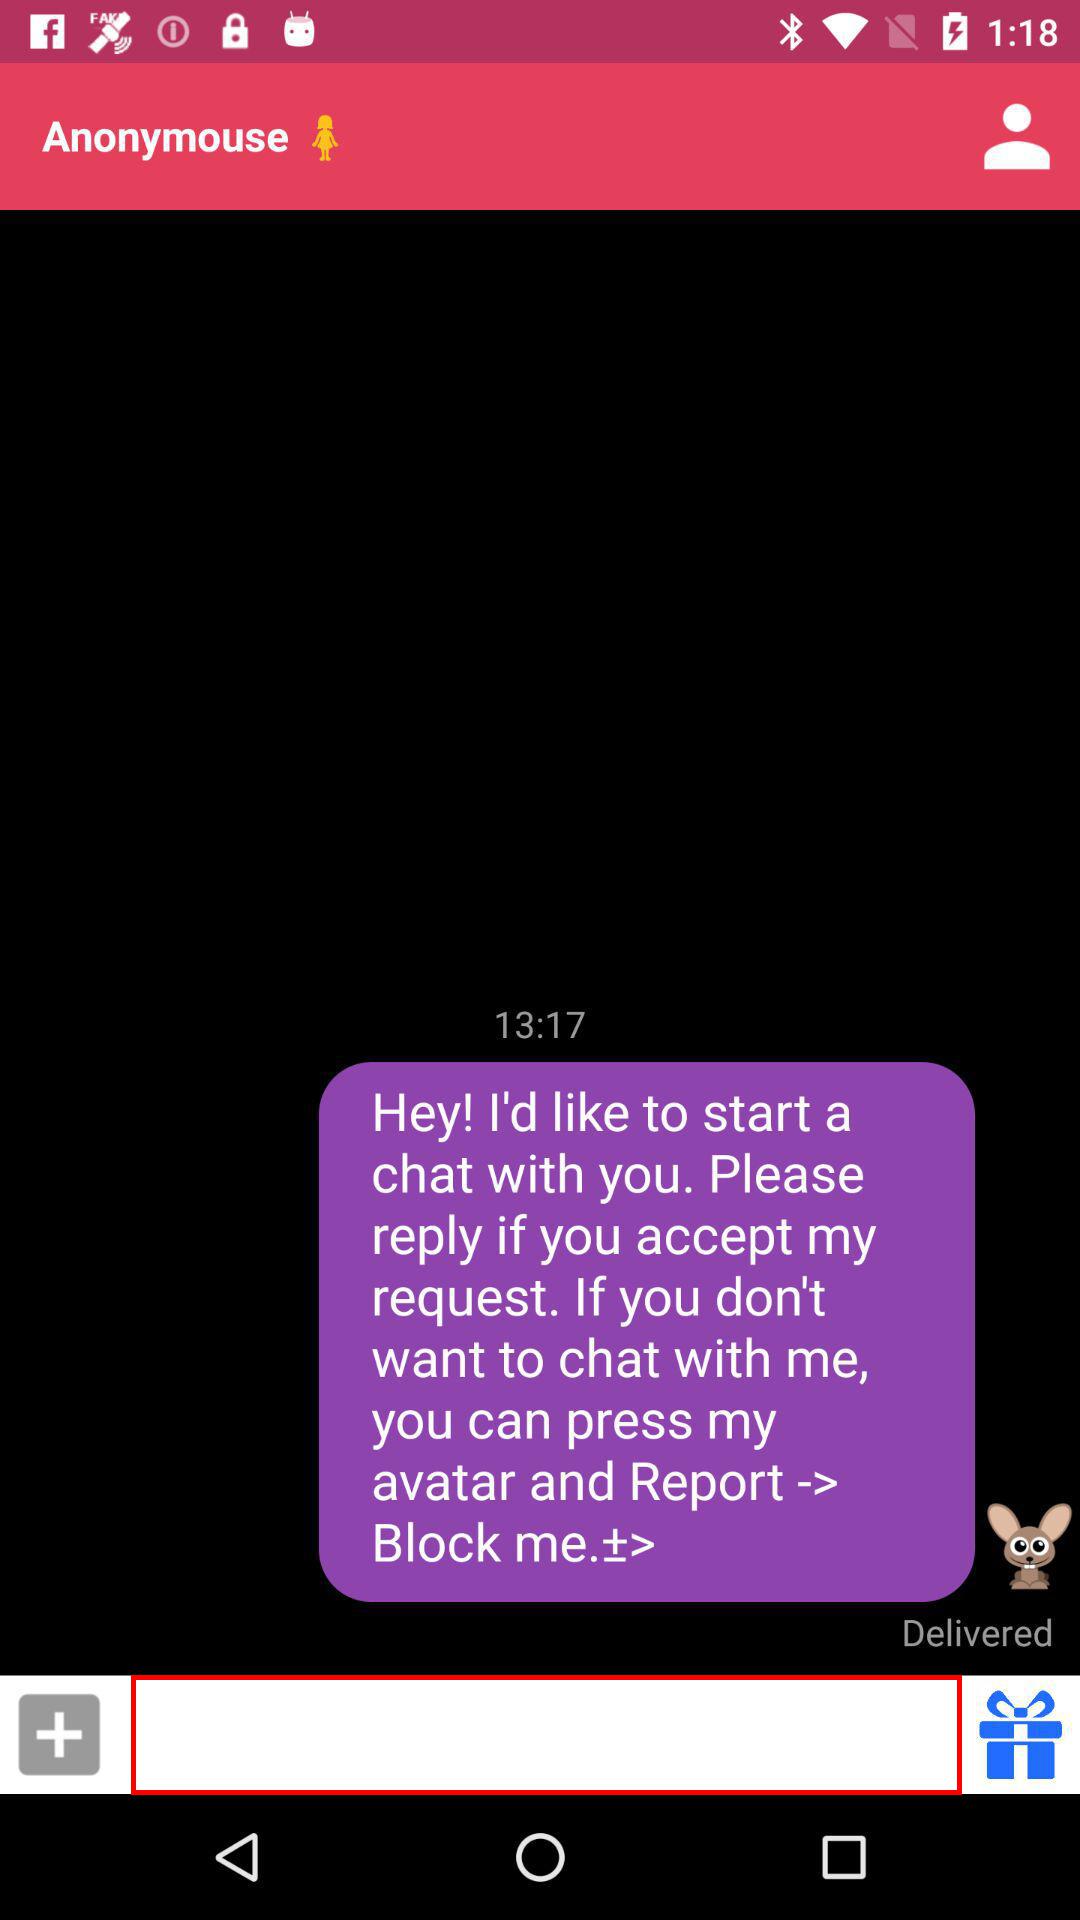 FAKE
1:18
Anonymouse
13:17
Hey! I'd like to start a
chat with you. Please
reply if you accept my
request. If you don't
want to chat with me,
you can press my
avatar and Report ->
Block me.±>
Delivered